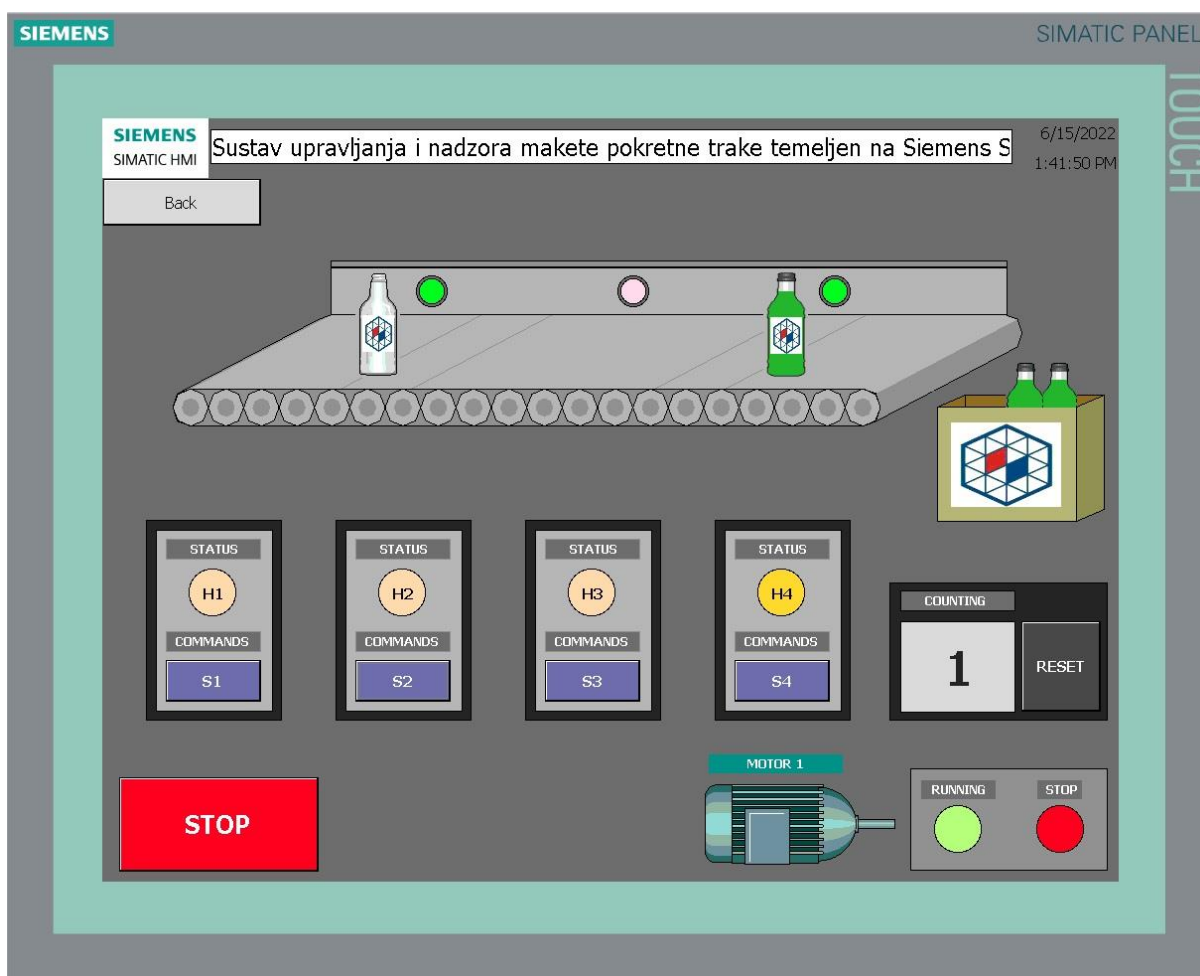 SIEMENS
SIMATIC PANEL
TOUCH
SIEMENS
SIMATIC HMI
Sustav upravljanja i nadzora makete pokretne trake temeljen na Siemens S
6/15/2022
1:41:50 PM
Back
STATUS
H1
COMMANDS
S1
STATUS
H2
COMMANDS
S2
STATUS
H3
COMMANDS
S3
STATUS
H4
COMMANDS
S4
COUNTING
1
RESET
STOP
MOTOR 1
RUNNING
STOP